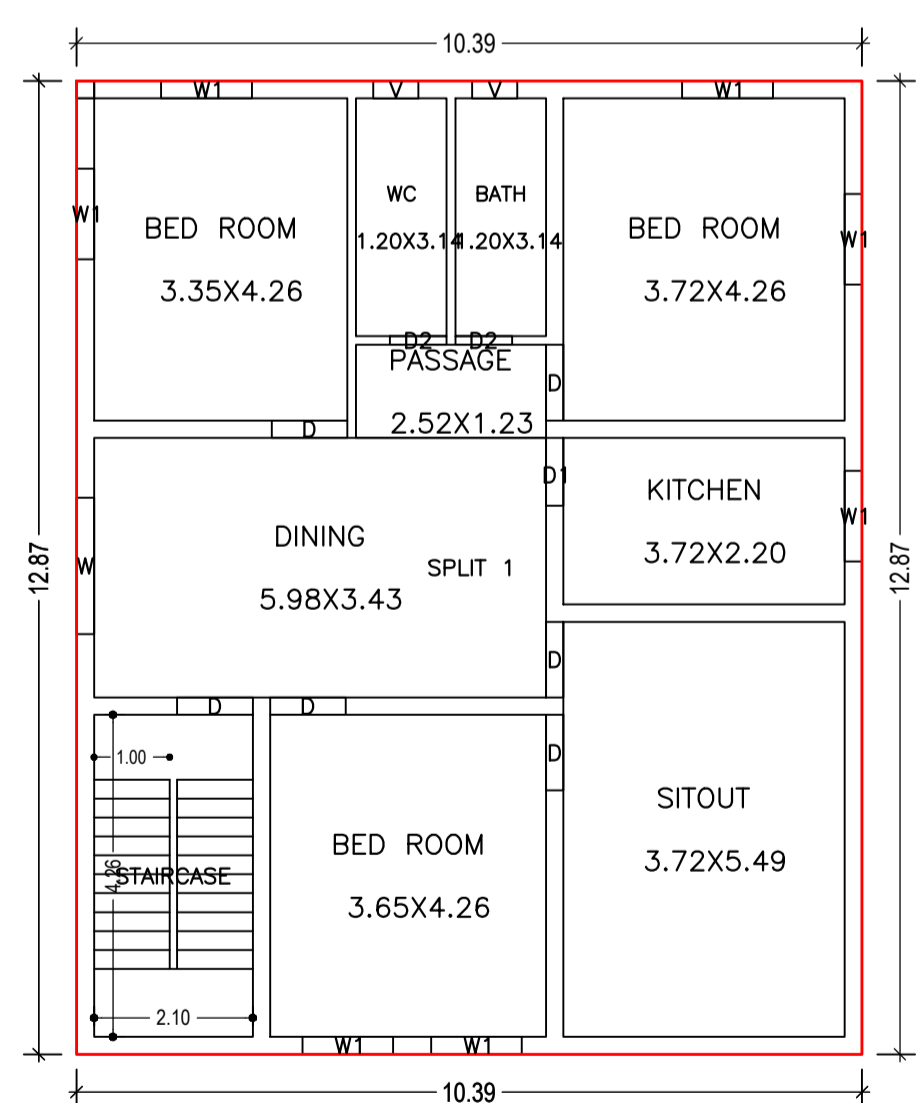 10.39
W1
V
V
W1
12.87
12.87
W1
WC
BATH
BED ROOM
BED ROOM
W1
1.20X3.14
1.20X3.14
3.35X4.26
3.72X4.26
D2
D2
PASSAGE
D
2.52X1.23
D
D1
KITCHEN
W1
DINING
3.72X2.20
W
SPLIT 1
5.98X3.43
D
D
D
1.00
D
SITOUT
BED ROOM
3.72X5.49
4.26
STAIRCASE
3.65X4.26
2.10
W1
W1
10.39